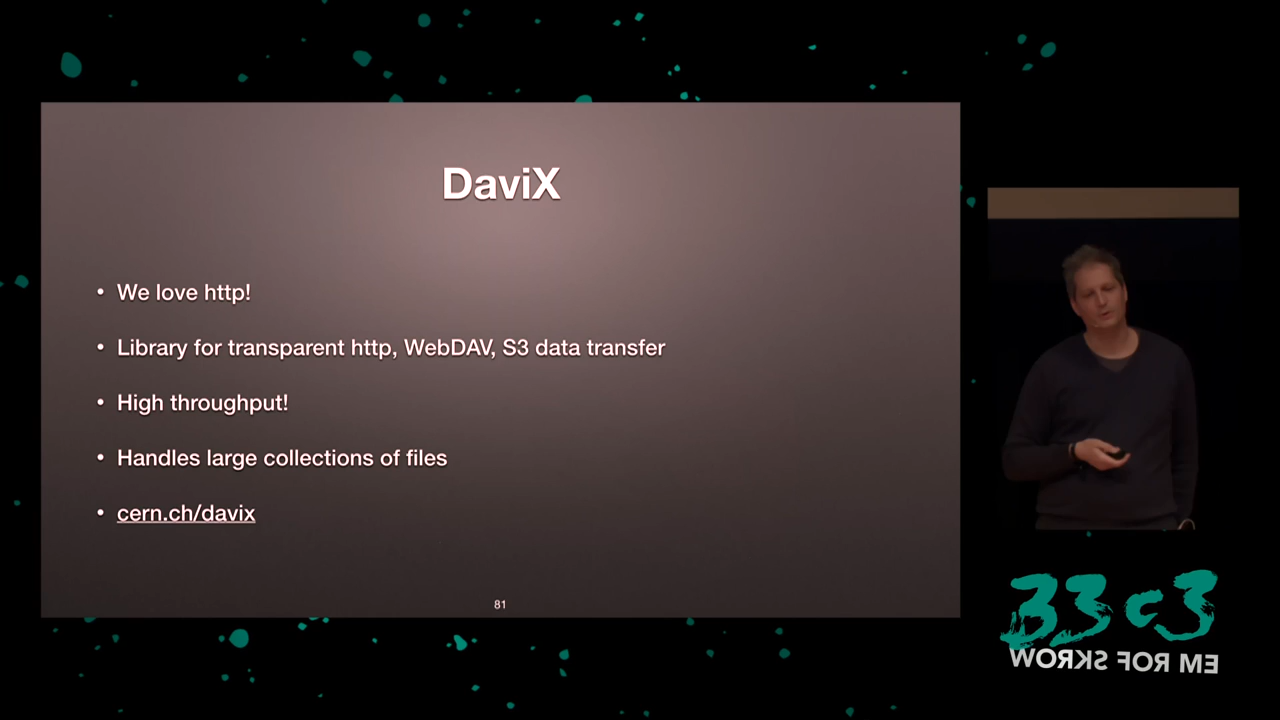 DaviX
• We love http!
• Library for transparent http, WebDAV, S3 data transfer
• High throughput!
• Handles large collections of files
• cern.ch/davix
81
33c3
WORKS FOR ME